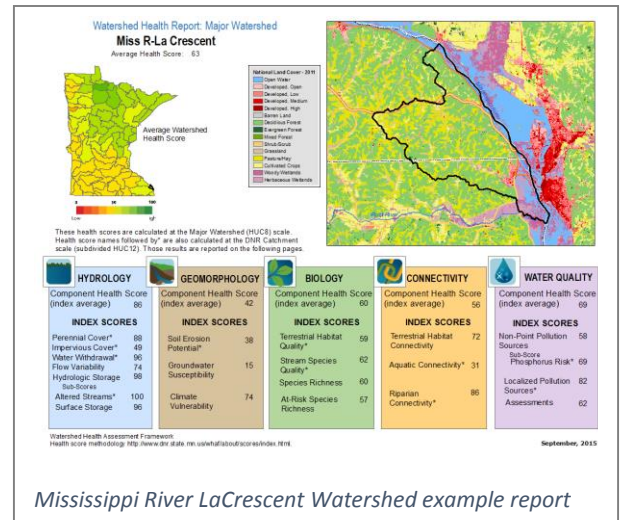 Watershed Health Report: Major Watershed
Miss R-La Crescent
Average Health Score: 63
Average Watershed
Health Score
0 50 100
Low High
National Land Cover - 2011
Open Water
Developed, Open
Developed, Low
Developed, Medium
Developed, High
Barren Land
Deciduous Forest
Evergreen Forest
Mixed Forest
Shrub-Scrub
Grassland
Pasture/Hay
Cultivated Crops
Woody Wetlands
Herbaceous Wetlands
These health scores are calculated at the Major Watershed (HUC8) scale.
Health score names followed by* are also calculated at the DNR Catchment
scale (subdivided HUC12). Those results are reported on the following pages.
HYDROLOGY
Component Health Score
(index average) 86
INDEX SCORES
Perennial Cover* 88
Impervious Cover* 49
Water Withdrawal* 96
Flow Variability 74
Hydrologic Storage 98
Sub-Scores
Altered Streams* 100
Surface Storage 96
GEOMORPHOLOGY
Component Health Score
(index average) 42
INDEX SCORES
Soil Erosion 38
Potential*
Groundwater 15
Susceptibility
Climate 74
Vulnerability
BIOLOGY
Component Health Score
(index average) 60
INDEX SCORES
Terrestrial Habitat 59
Quality*
Stream Species 62
Quality*
Species Richness 60
At-Risk Species 57
Richness
CONNECTIVITY
Component Health Score
(index average) 56
INDEX SCORES
Terrestrial Habitat 72
Connectivity
Aquatic Connectivity* 31
Riparian 86
Connectivity*
WATER QUALITY
Component Health Score
(index average) 69
INDEX SCORES
Non-Point Pollution 58
Sources
Sub-Score
Phosphorus Risk* 69
Localized Pollution 82
Sources*
Assessments 62
Watershed Health Assessment Framework
Health score methodology: http://www.dnr.state.mn.us/whaf/about/scores/index.html.
September, 2015
Mississippi River LaCrescent Watershed example report